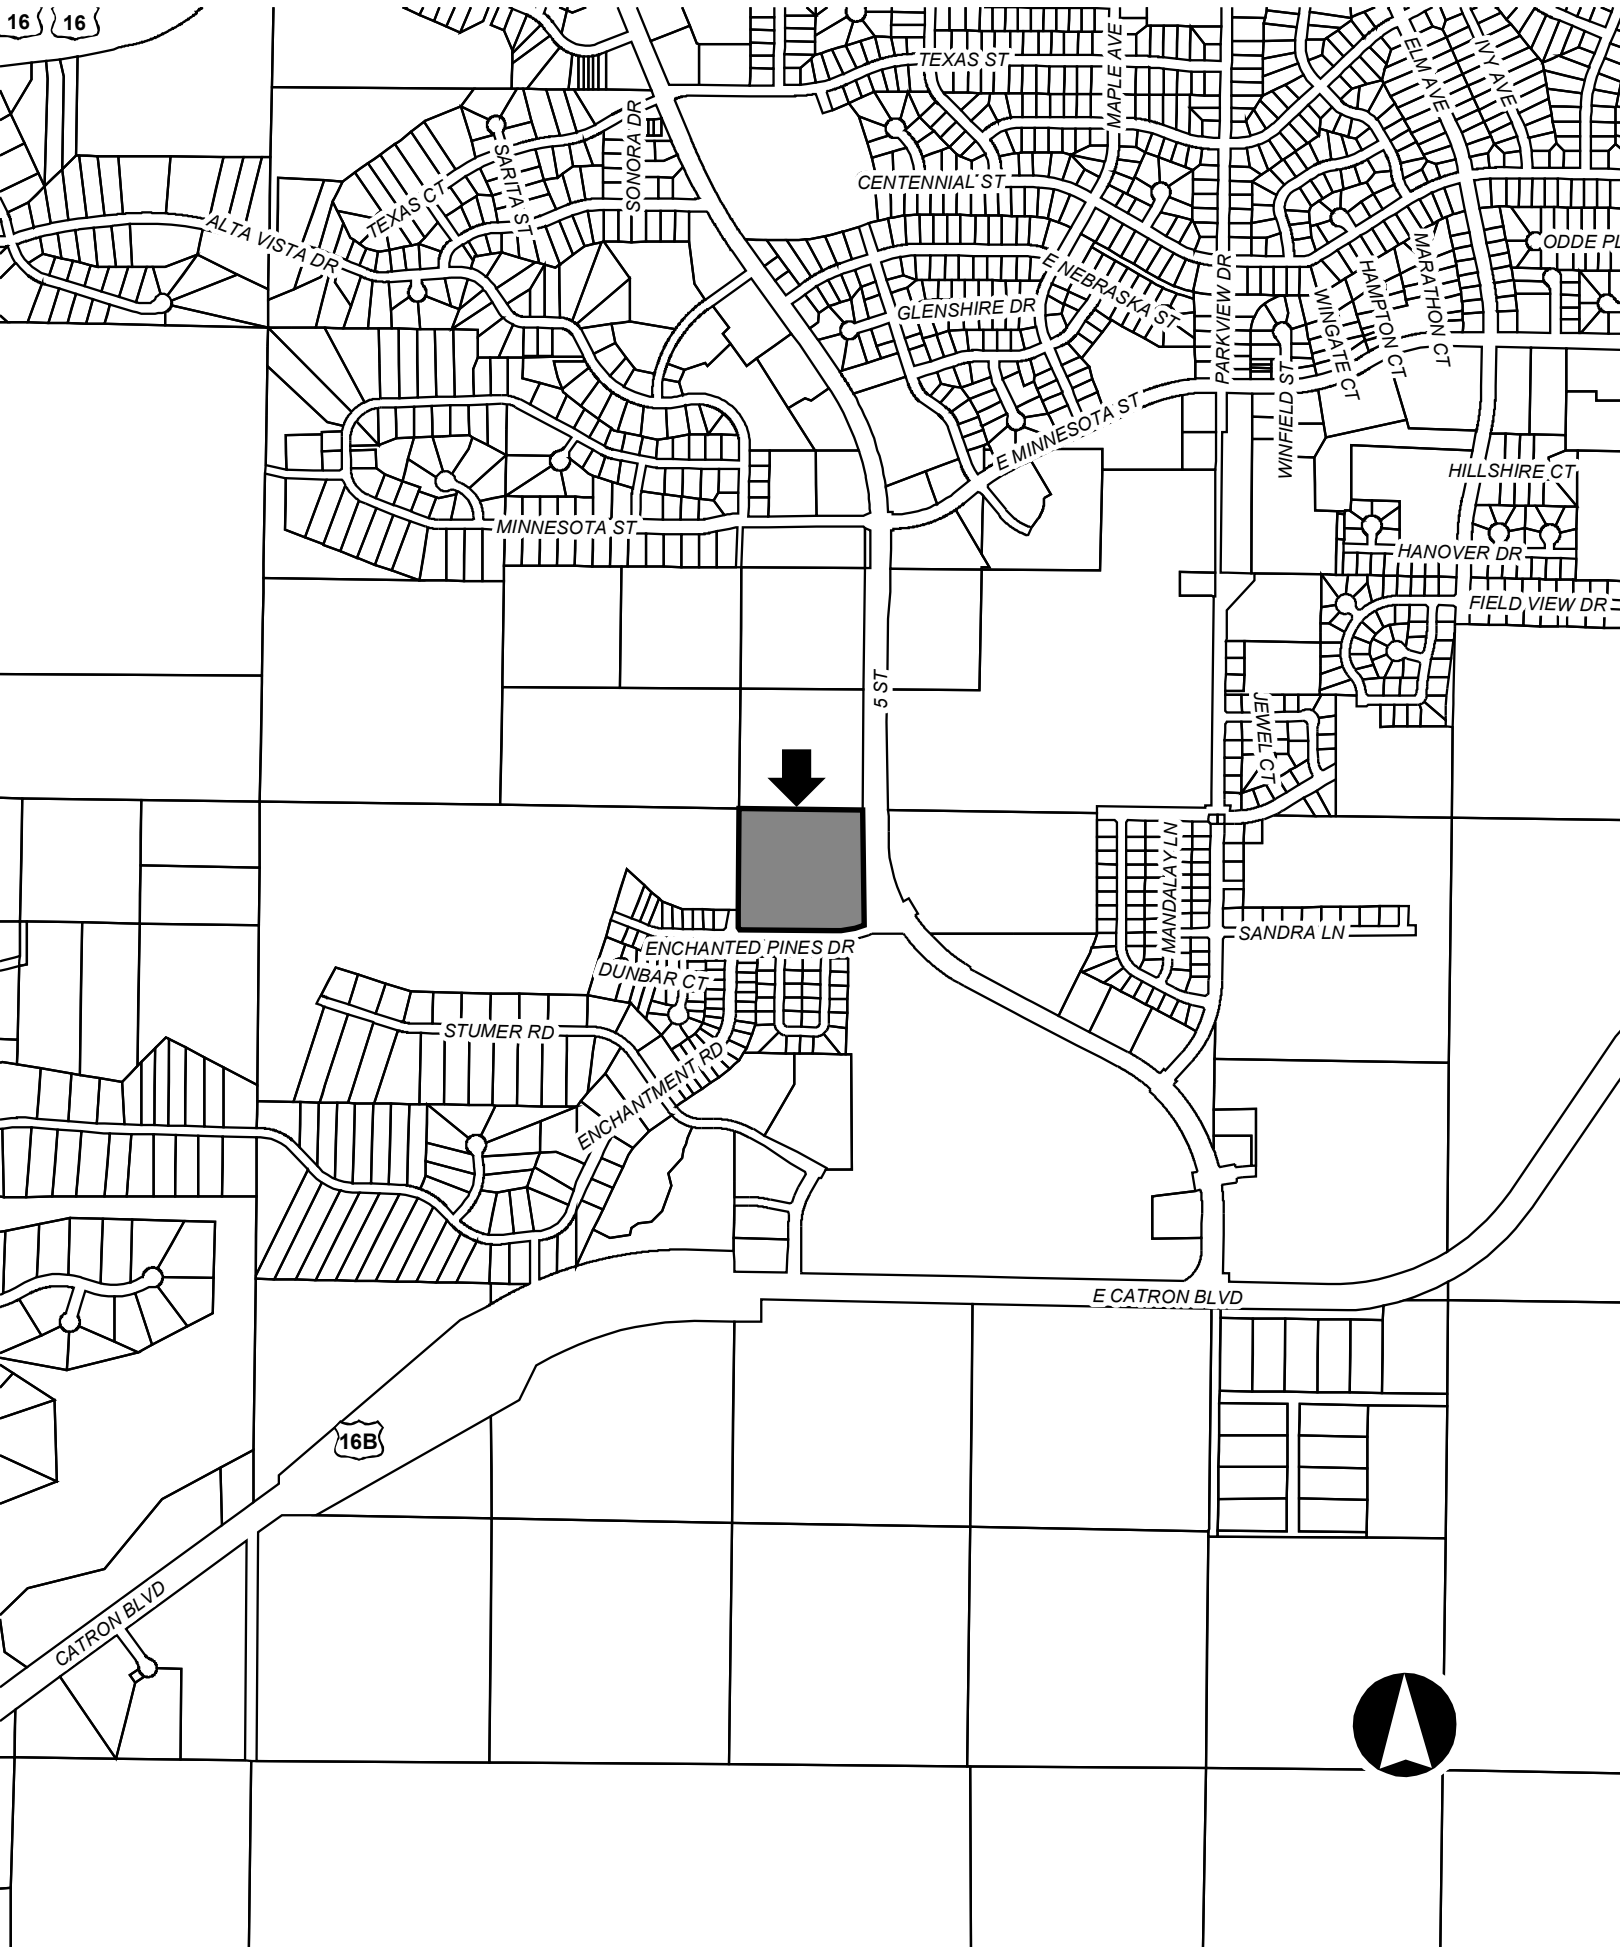 16
16
TEXAS ST
MAPLE AVE
ELM AVE
IVY AVE
SONORA DR
SARITA ST
TEXAS CT
CENTENNIAL ST
ALTA VISTA DR
ODDE PL
E NEBRASKA ST
GLENSHIRE DR
PARKVIEW DR
MARATHON CT
HAMPTON CT
WINGATE CT
WINFIELD ST
E MINNESOTA ST
HILLSHIRE CT
MINNESOTA ST
HANOVER DR
FIELD VIEW DR
5 ST
JEWEL CT
MANDALAY LN
SANDRA LN
ENCHANTED PINES DR
DUNBAR CT
STUMER RD
ENCHANTMENT RD
E CATRON BLVD
16B
CATRON BLVD